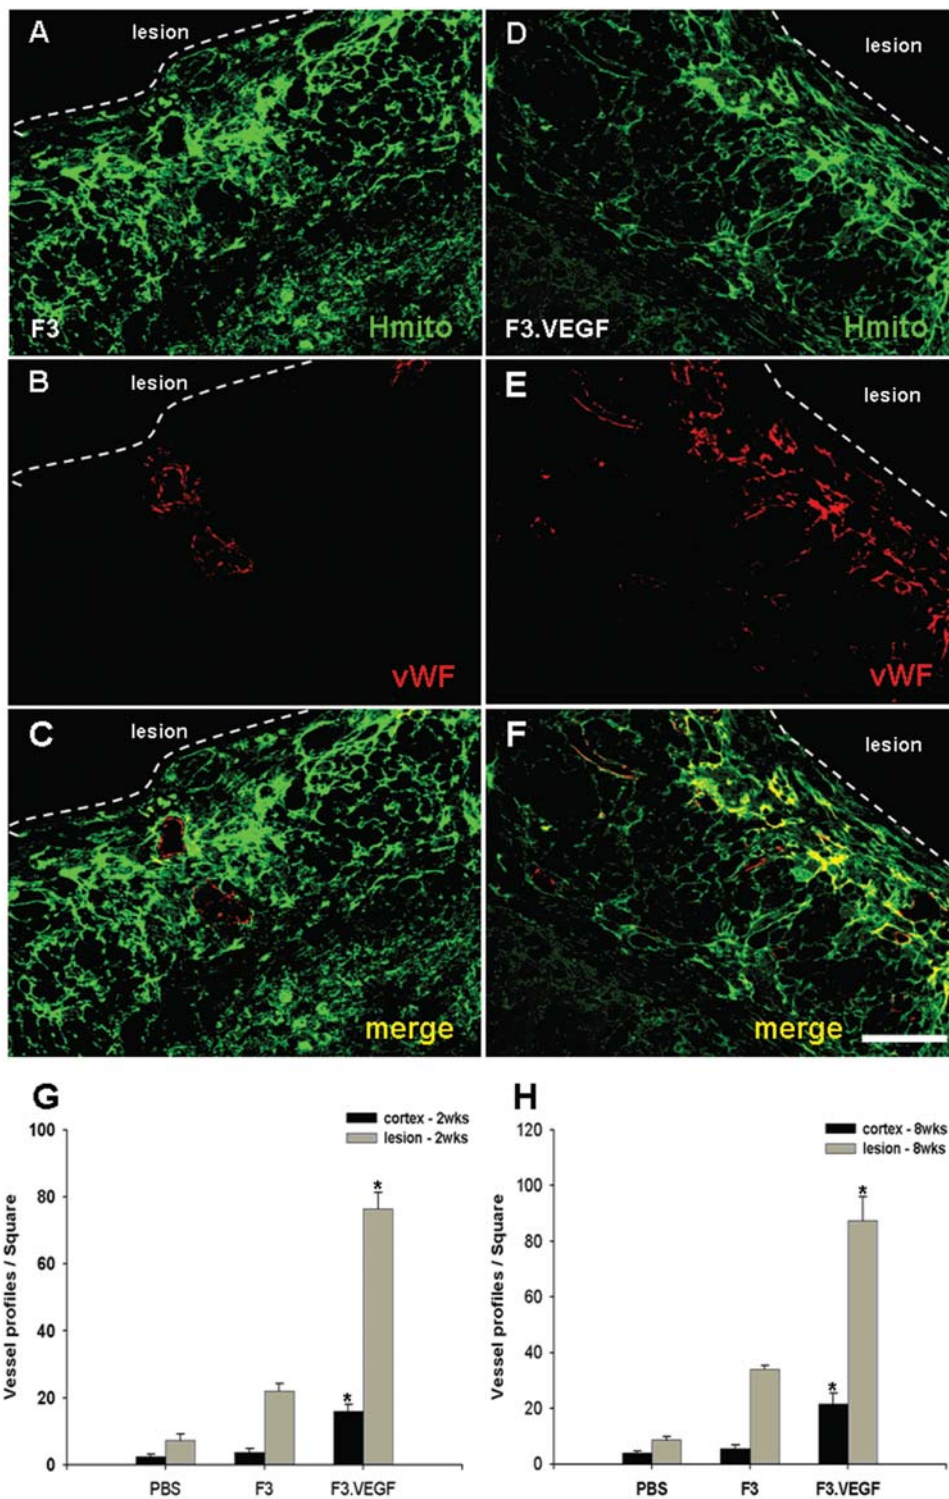 A
lesion
F3
Hmito
D
lesion
F3.VEGF
Hmito
B
lesion
vWF
E
lesion
vWF
C
lesion
merge
F
lesion
merge
G
cortex - 2wks
lesion - 2wks
Vessel profiles / Square
100
80
60
40
20
0
*
*
PBS
F3
F3.VEGF
H
cortex - 8wks
lesion - 8wks
Vessel profiles / Square
120
100
80
60
40
20
0
*
*
PBS
F3
F3.VEGF